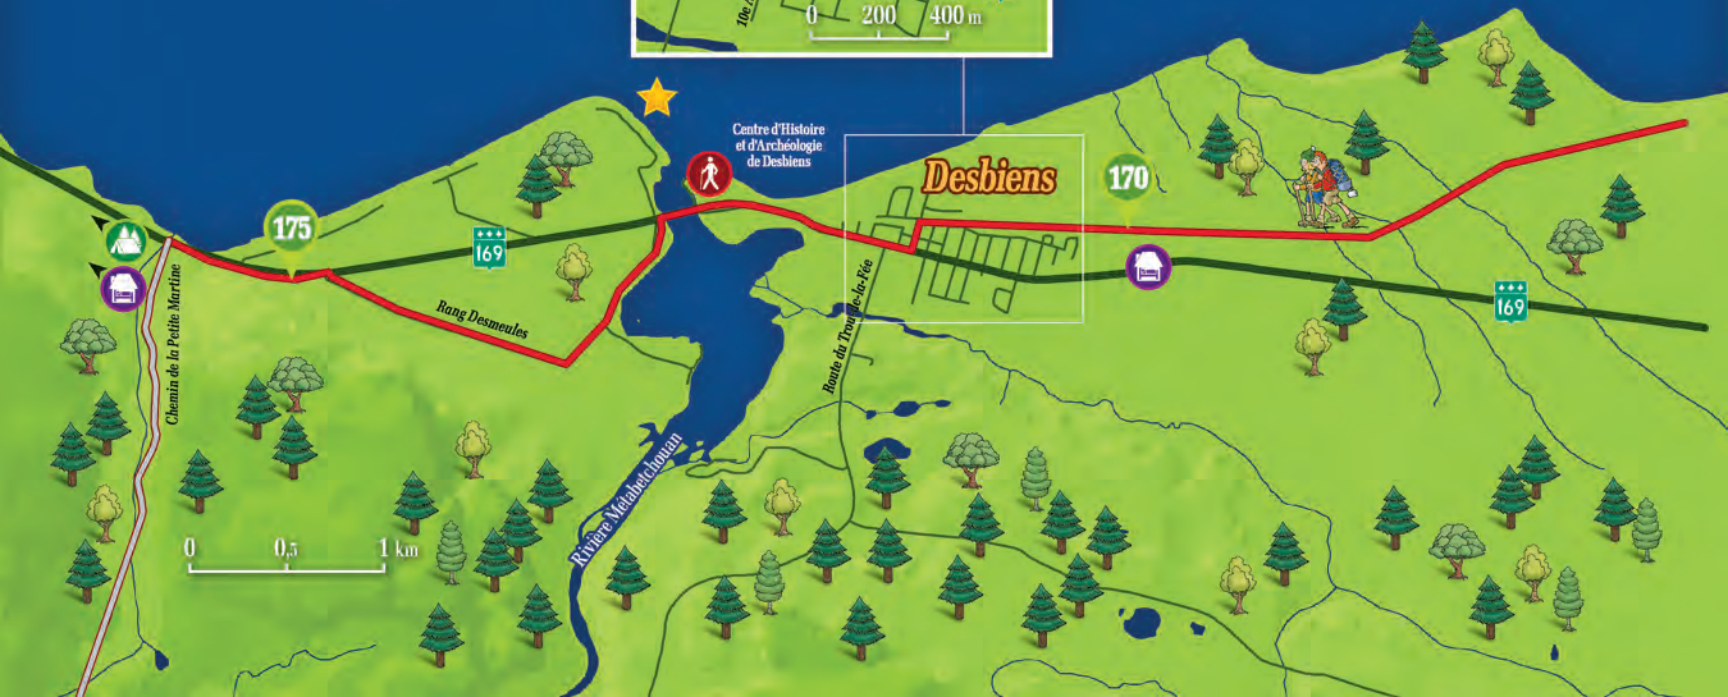 10e
0 200 400 m
Centre d'Histoire
et d'Archéologie
de Desbiens
Desbiens
170
175
169
169
Rang Desmeules
Chemin de la Petite Martine
Route du Trou-de-la-Fée
Rivière Métabetchouan
0 0,5 1 km